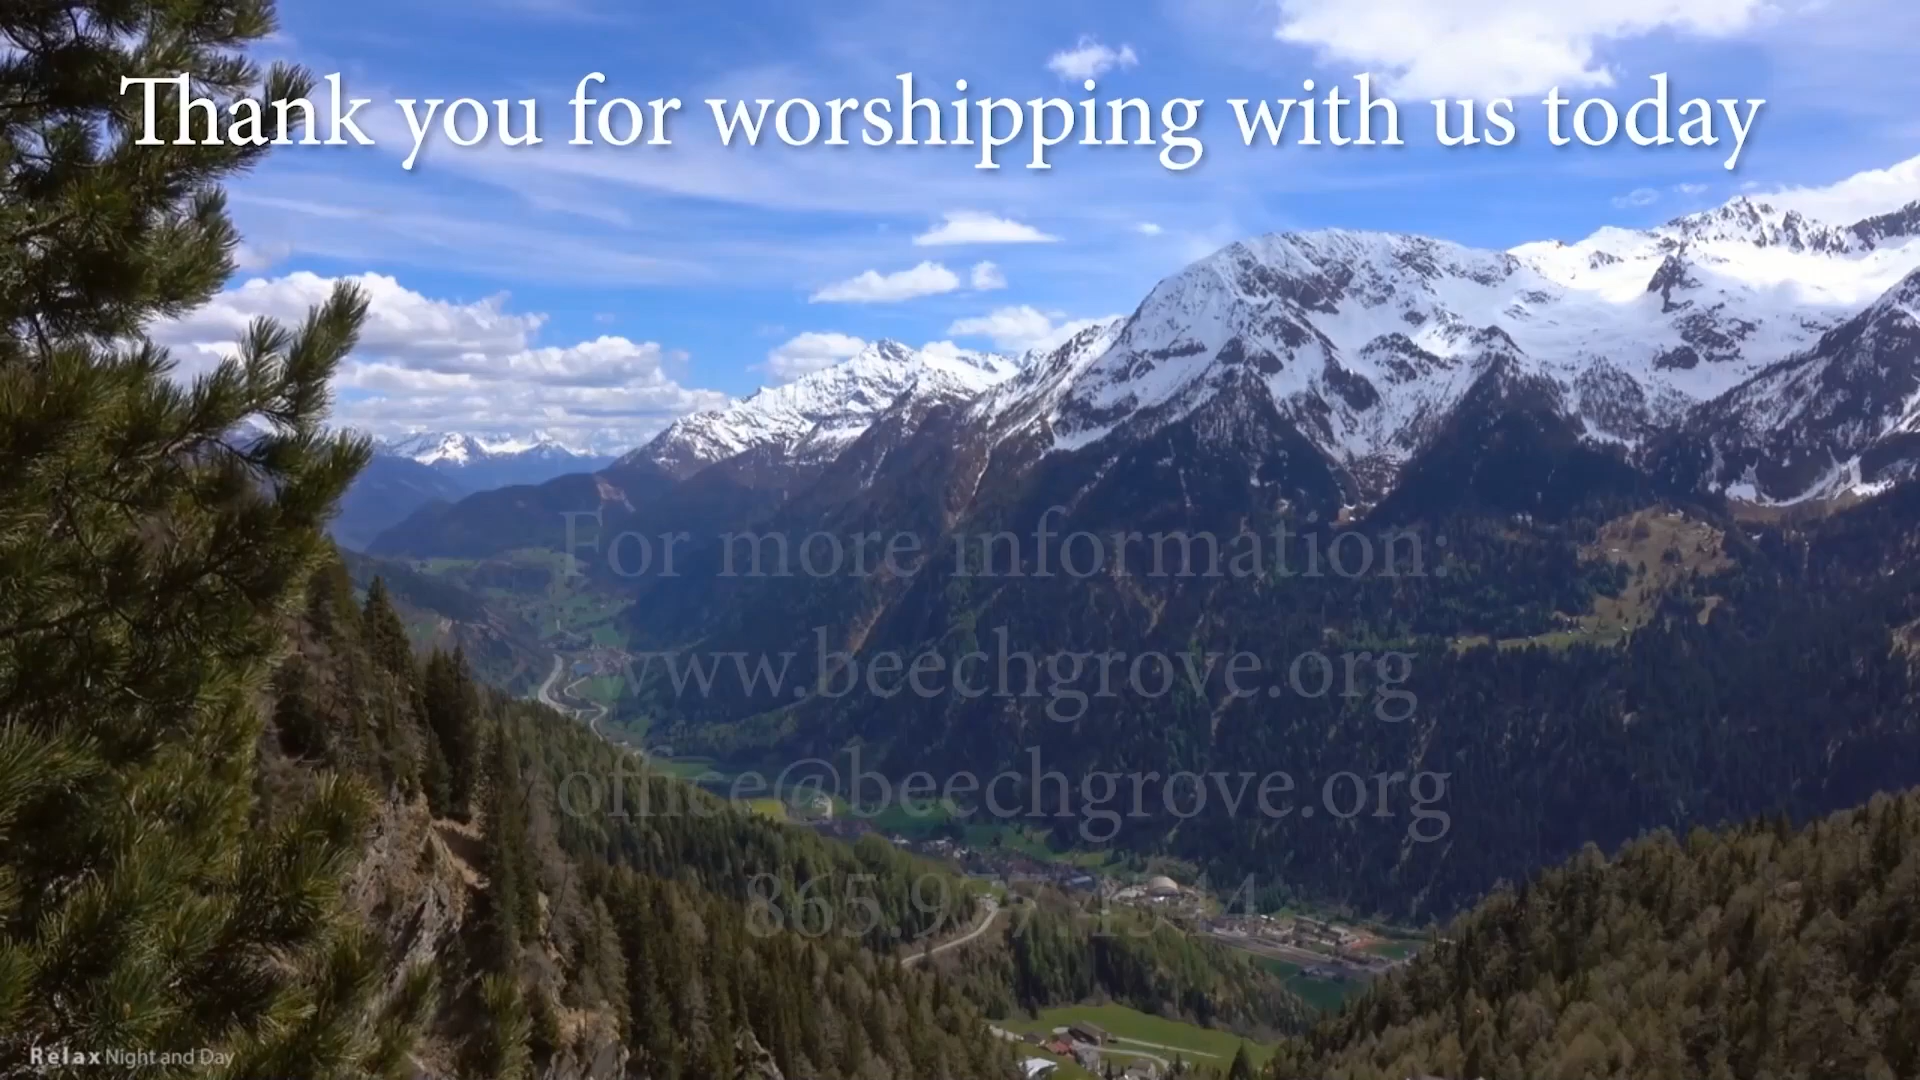 Thank you for worshipping with us today
For more information:
www.beechgrove.org
office@beechgrove.org
Relax Night and Day